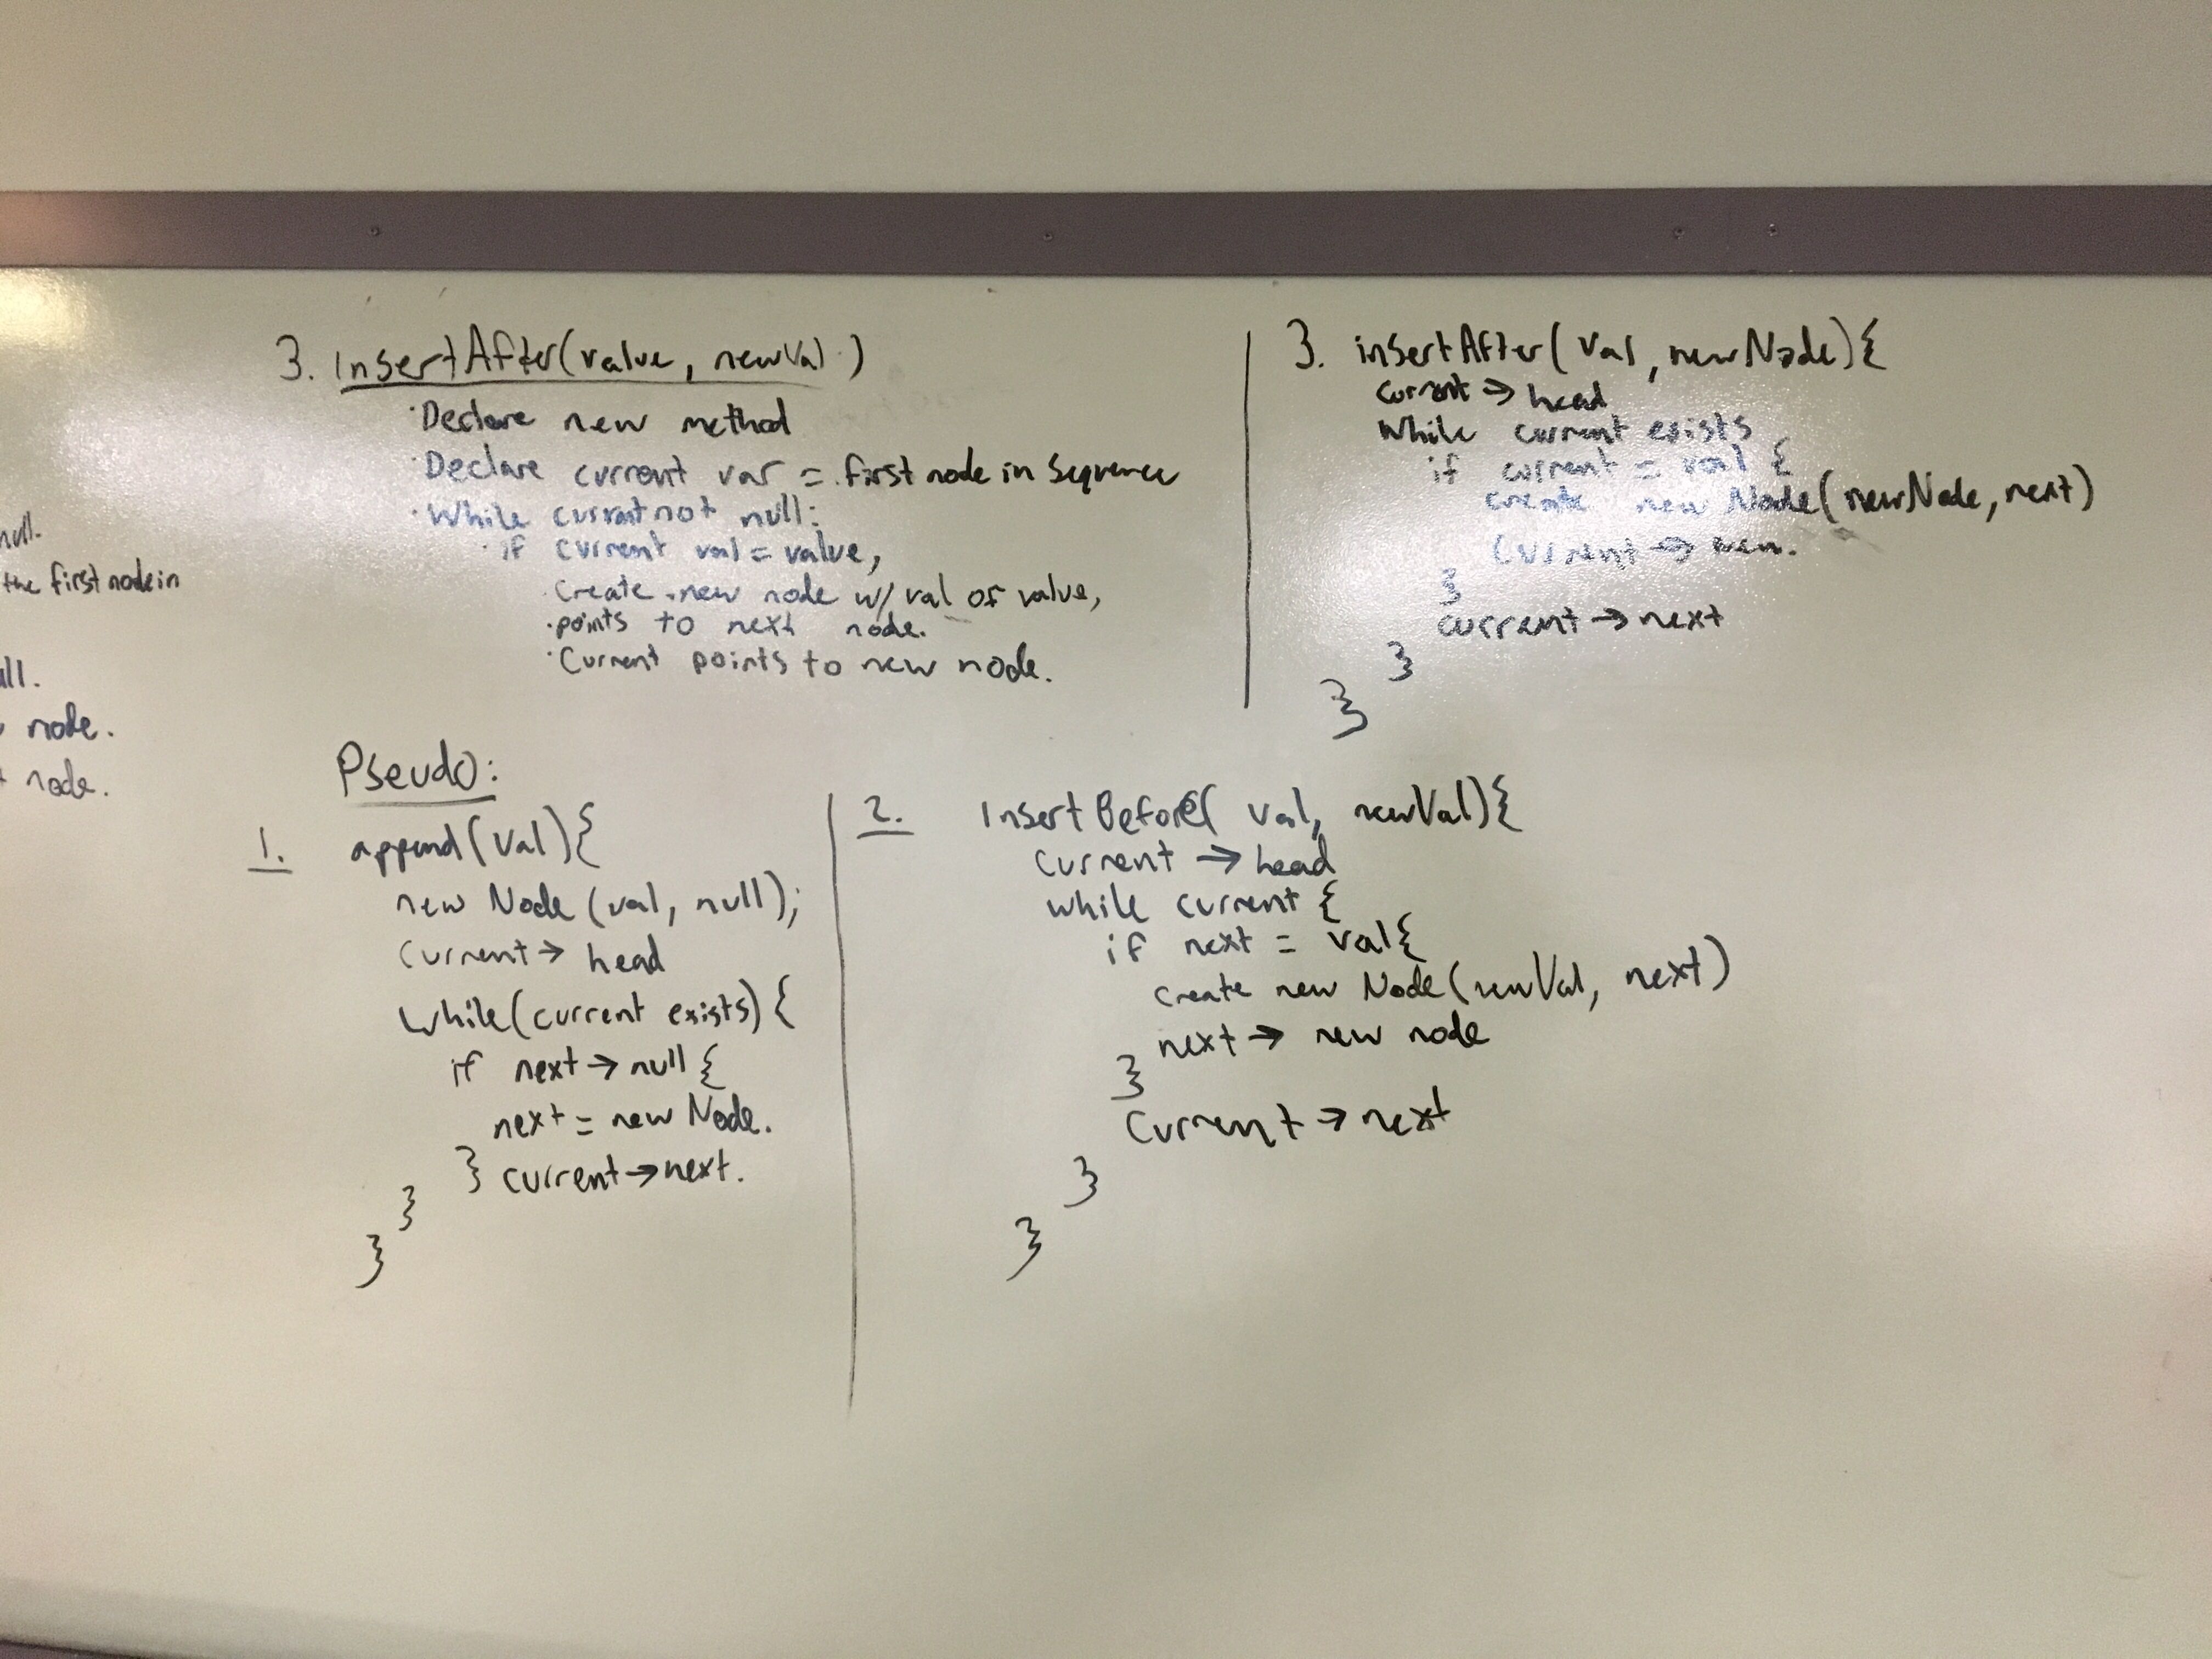 null.
the first node in
ll.
node.
node.
3. InsertAfter(value, newVal)
·Declare new method
·Declare current var = first node in sequence
·While current not null:
·if current val = value,
·create new node w/ val of value,
·points to next node.
·Current points to new node.
3. insertAfter(val, newNode){
current → head
While current exists
if current = val {
create new Node(newNode, next)
current → new.
}
current → next
}
}
Pseudo:
1. append(val){
new Node (val, null);
current → head
while(current exists) {
if next → null {
next = new Node.
} current → next.
}
}
2. InsertBefore( val, newVal){
current → head
while current {
if next = val{
create new Node(newVal, next)
next → new node
}
Current → next
}
}